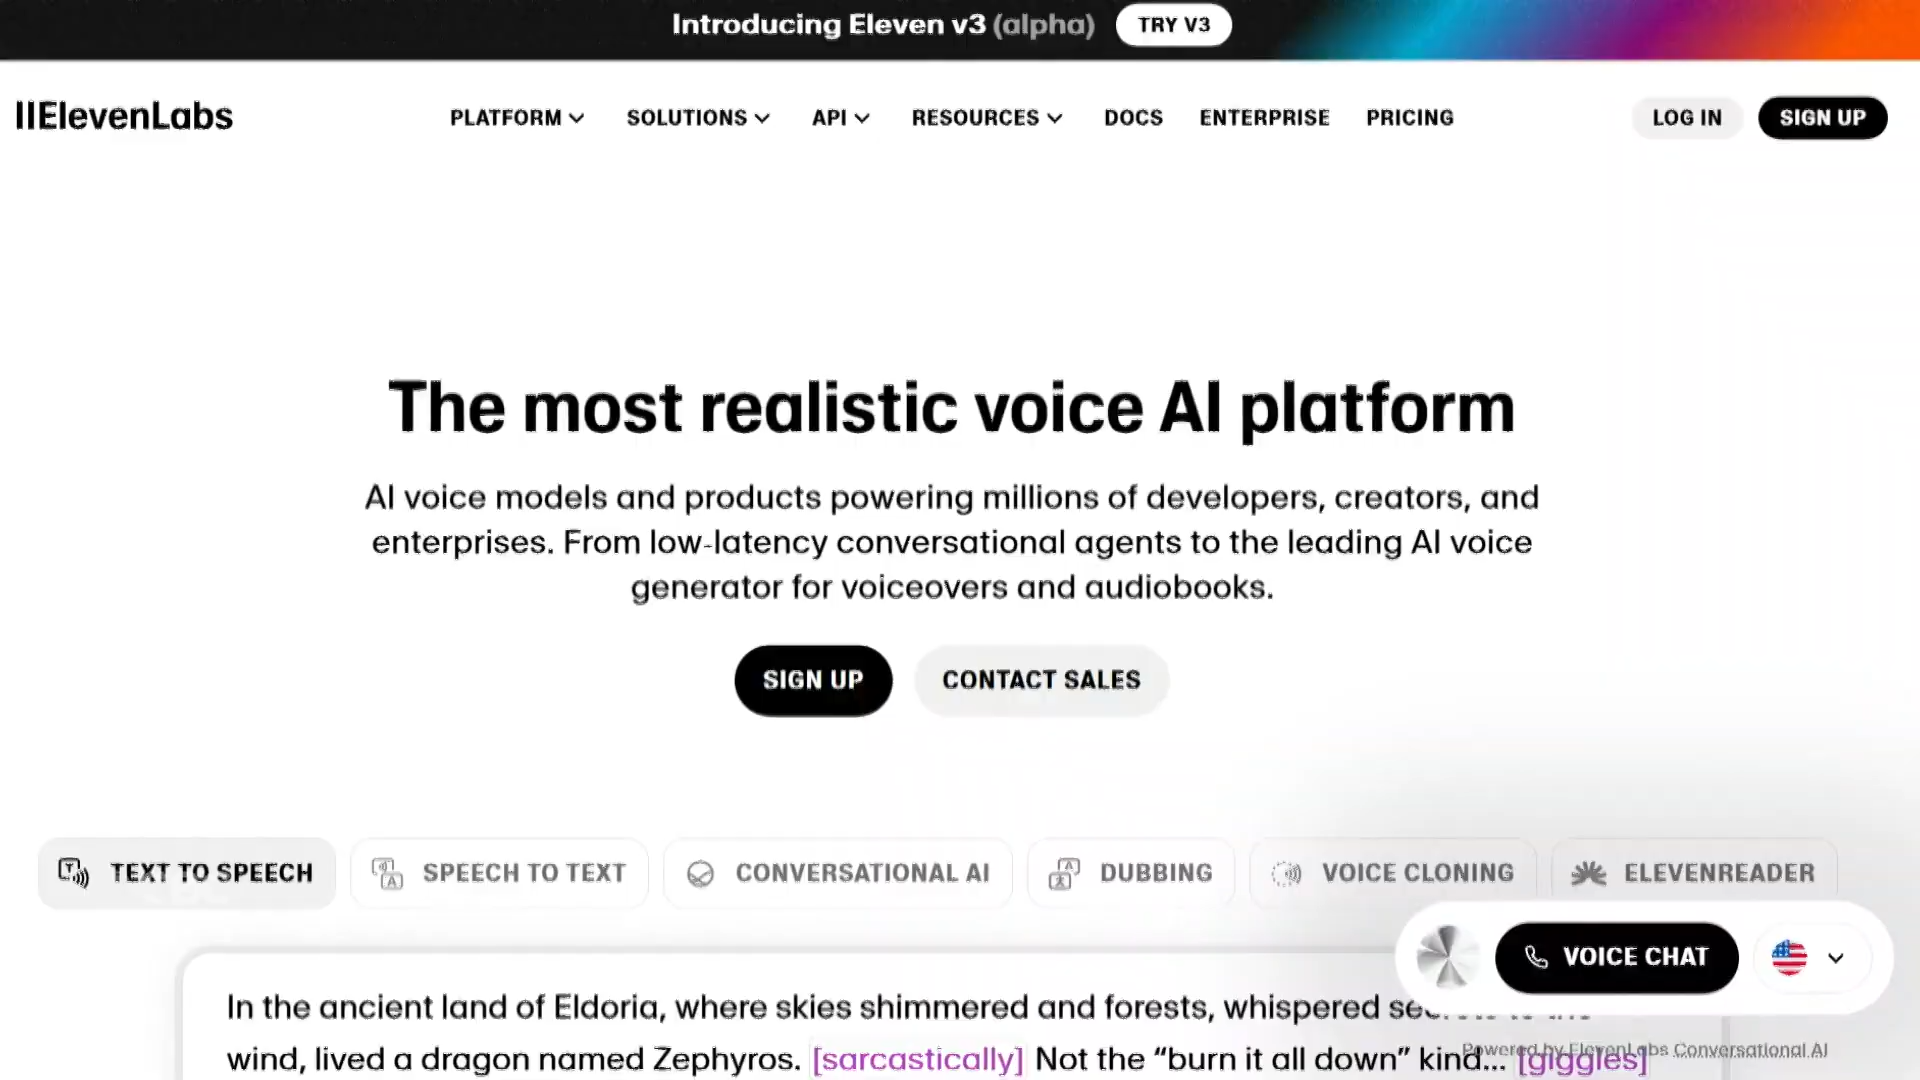 Introducing Eleven v3 (alpha) TRY V3
IIElevenLabs PLATFORM SOLUTIONS API RESOURCES DOCS ENTERPRISE PRICING LOG IN SIGN UP
The most realistic voice AI platform
AI voice models and products powering millions of developers, creators, and
enterprises. From low-latency conversational agents to the leading AI voice
generator for voiceovers and audiobooks.
SIGN UP CONTACT SALES
TEXT TO SPEECH SPEECH TO TEXT CONVERSATIONAL AI DUBBING VOICE CLONING ELEVENREADER
VOICE CHAT
In the ancient land of Eldoria, where skies shimmered and forests, whispered
wind, lived a dragon named Zephyros. [sarcastically] Not the “burn it all down” kind... [giggles]
Powered by ElevenLabs Conversational AI